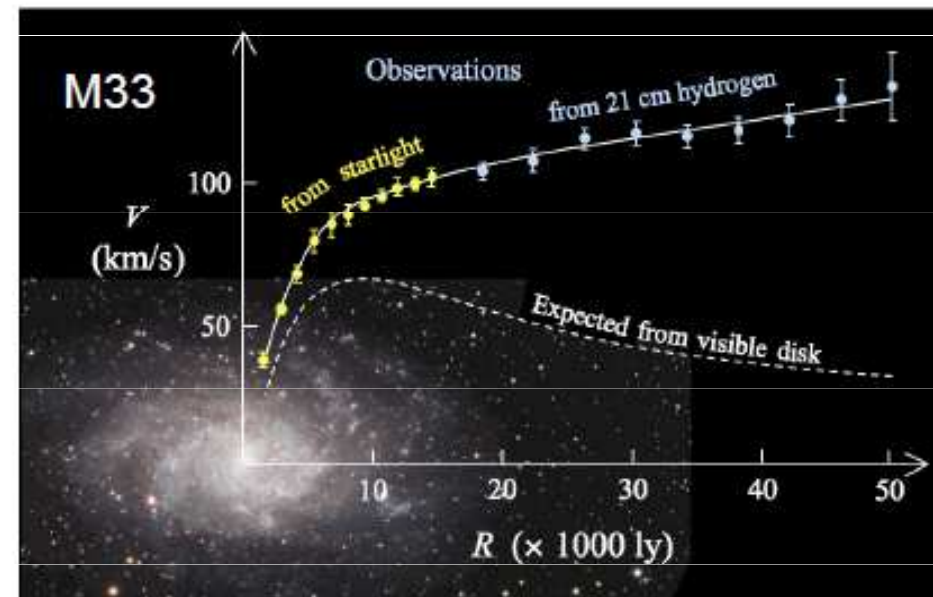 M33
Observations
from 21 cm hydrogen
from starlight
100
V
(km/s)
50
Expected from visible disk
10 20 30 40 50
R (× 1000 ly)